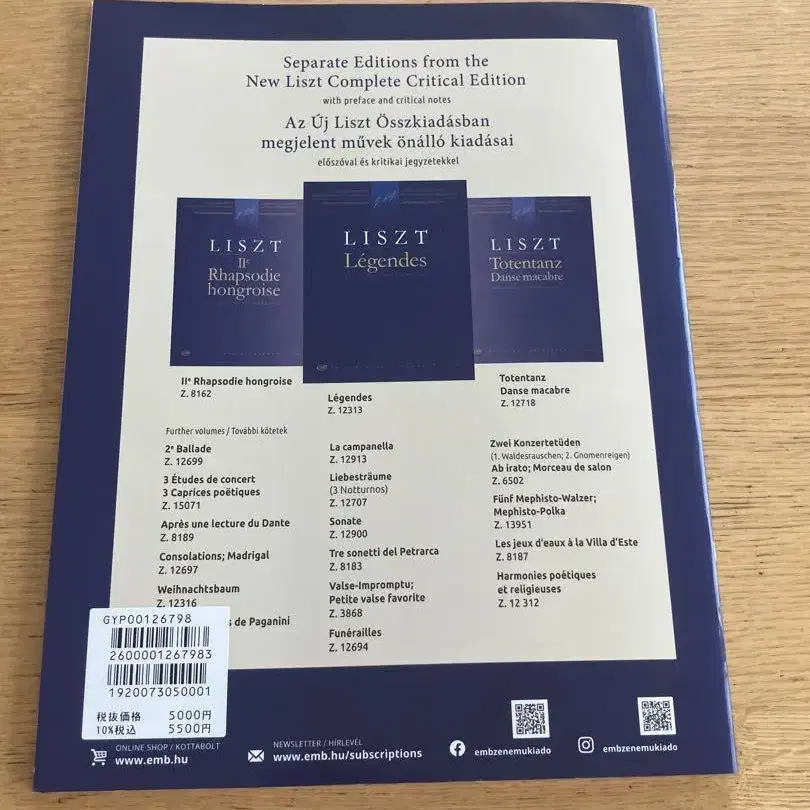 Separate Editions from the
New Liszt Complete Critical Edition
with preface and critical notes
Az Új Liszt Összkiadásban
megjelent művek önálló kiadásai
előszóval és kritikai jegyzetekkel
LISZT
IIe
Rhapsodie
hongroise
LISZT
Légendes
LISZT
Totentanz
Danse macabre
IIe Rhapsodie hongroise
Z. 8162
Légendes
Z. 12313
Totentanz
Danse macabre
Z. 12718
Further volumes / További kötetek
2e Ballade
Z. 12699
3 Études de concert
3 Caprices poëtiques
Z. 15071
Après une lecture du Dante
Z. 8189
Consolations; Madrigal
Z. 12697
Weihnachtsbaum
Z. 12316
de Paganini
La campanella
Z. 12913
Liebesträume
(3 Notturnos)
Z. 12707
Sonate
Z. 12900
Tre sonetti del Petrarca
Z. 8183
Valse-Impromptu;
Petite valse favorite
Z. 3868
Funérailles
Z. 12694
Zwei Konzertetüden
(1. Waldesrauschen; 2. Gnomenreigen)
Ab irato; Morceau de salon
Z. 6502
Fünf Mephisto-Walzer;
Mephisto-Polka
Z. 13951
Les jeux d'eaux à la Villa d'Este
Z. 8187
Harmonies poétiques
et religieuses
Z. 12 312
GYP00126798
2600001267983
1920073050001
税抜価格 5000円
10%税込 5500円
ONLINE SHOP / KOTTABOLT
www.emb.hu
NEWSLETTER / HÍRLEVÉL
www.emb.hu/subscriptions
embzenemukiado
embzenemukiado